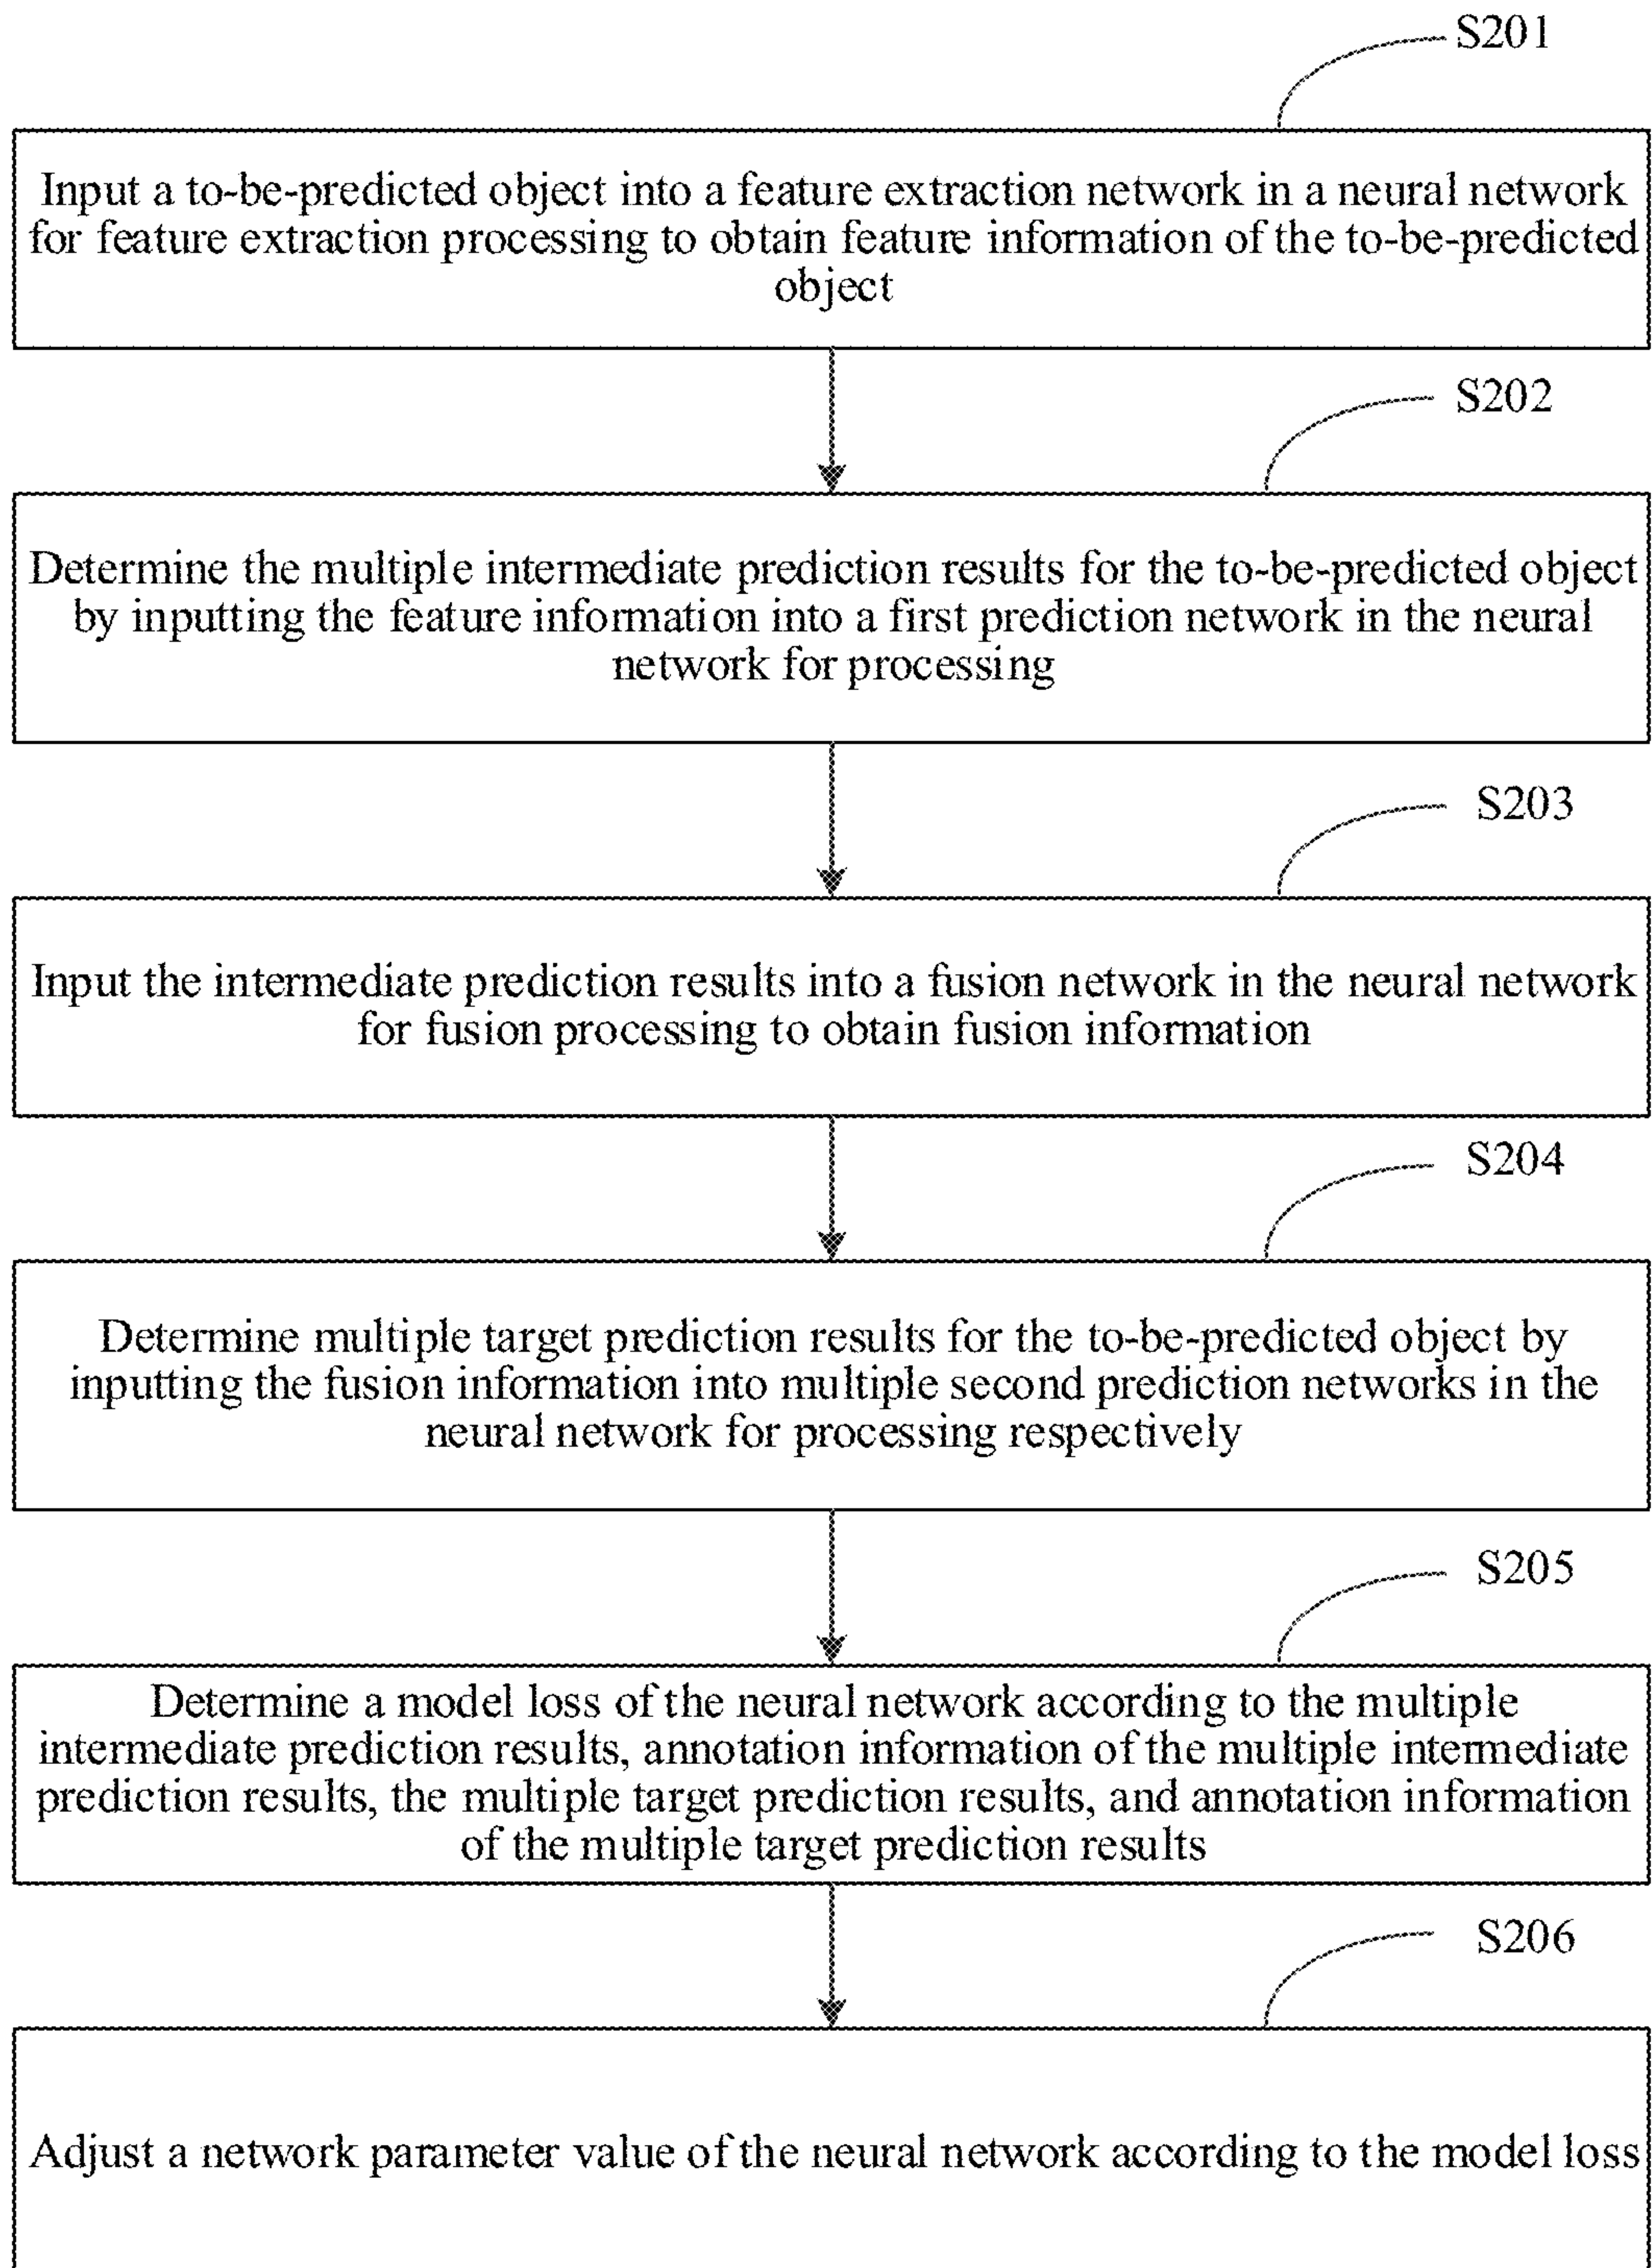 S201
Input a to-be-predicted object into a feature extraction network in a neural network
for feature extraction processing to obtain feature information of the to-be-predicted
object
S202
Determine the multiple intermediate prediction results for the to-be-predicted object
by inputting the feature information into a first prediction network in the neural
network for processing
S203
Input the intermediate prediction results into a fusion network in the neural network
for fusion processing to obtain fusion information
S204
Determine multiple target prediction results for the to-be-predicted object by
inputting the fusion information into multiple second prediction networks in the
neural network for processing respectively
S205
Determine a model loss of the neural network according to the multiple
intermediate prediction results, annotation information of the multiple intermediate
prediction results, the multiple target prediction results, and annotation information
of the multiple target prediction results
S206
Adjust a network parameter value of the neural network according to the model loss